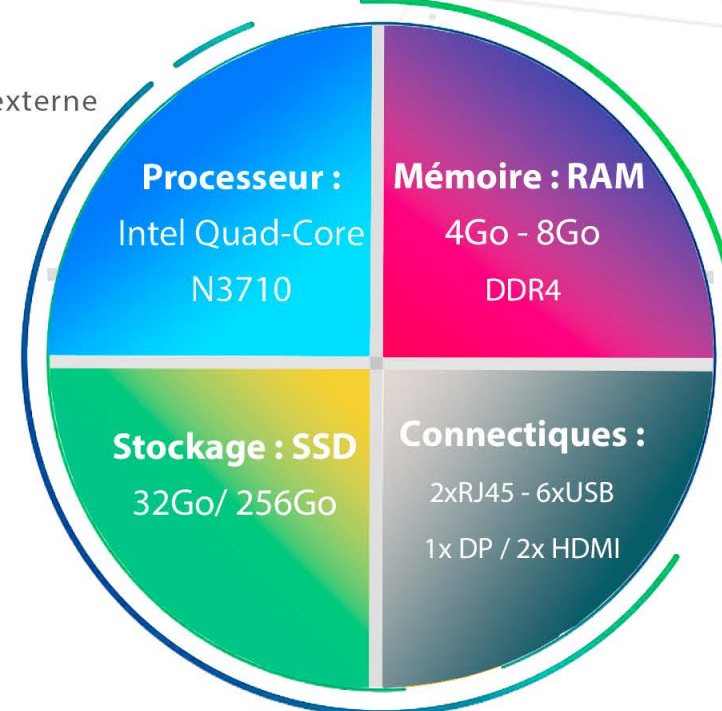 externe
Processeur :
Intel Quad-Core
N3710
Mémoire : RAM
4Go - 8Go
DDR4
Stockage : SSD
32Go/ 256Go
Connectiques :
2xRJ45 - 6xUSB
1x DP / 2x HDMI